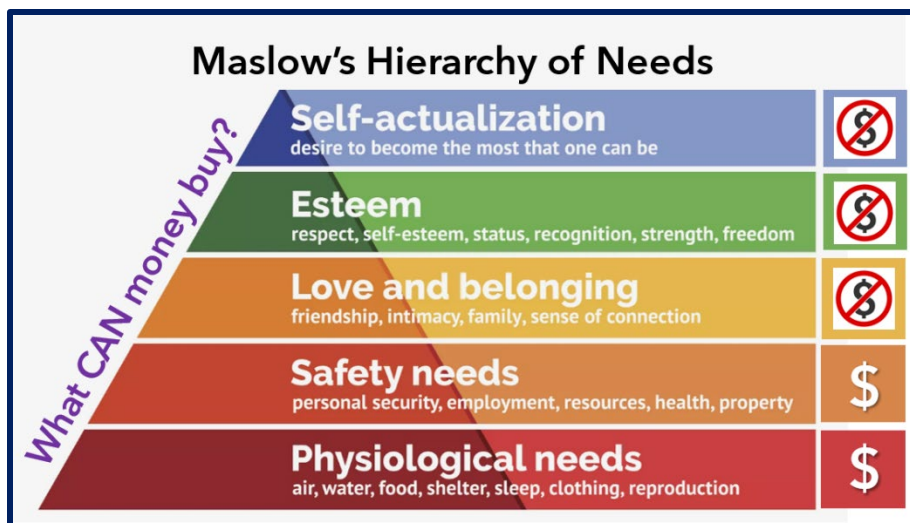 Maslow's Hierarchy of Needs
What CAN money buy?
Self-actualization
desire to become the most that one can be
$
Esteem
respect, self-esteem, status, recognition, strength, freedom
$
Love and belonging
friendship, intimacy, family, sense of connection
$
Safety needs
personal security, employment, resources, health, property
$
Physiological needs
air, water, food, shelter, sleep, clothing, reproduction
$